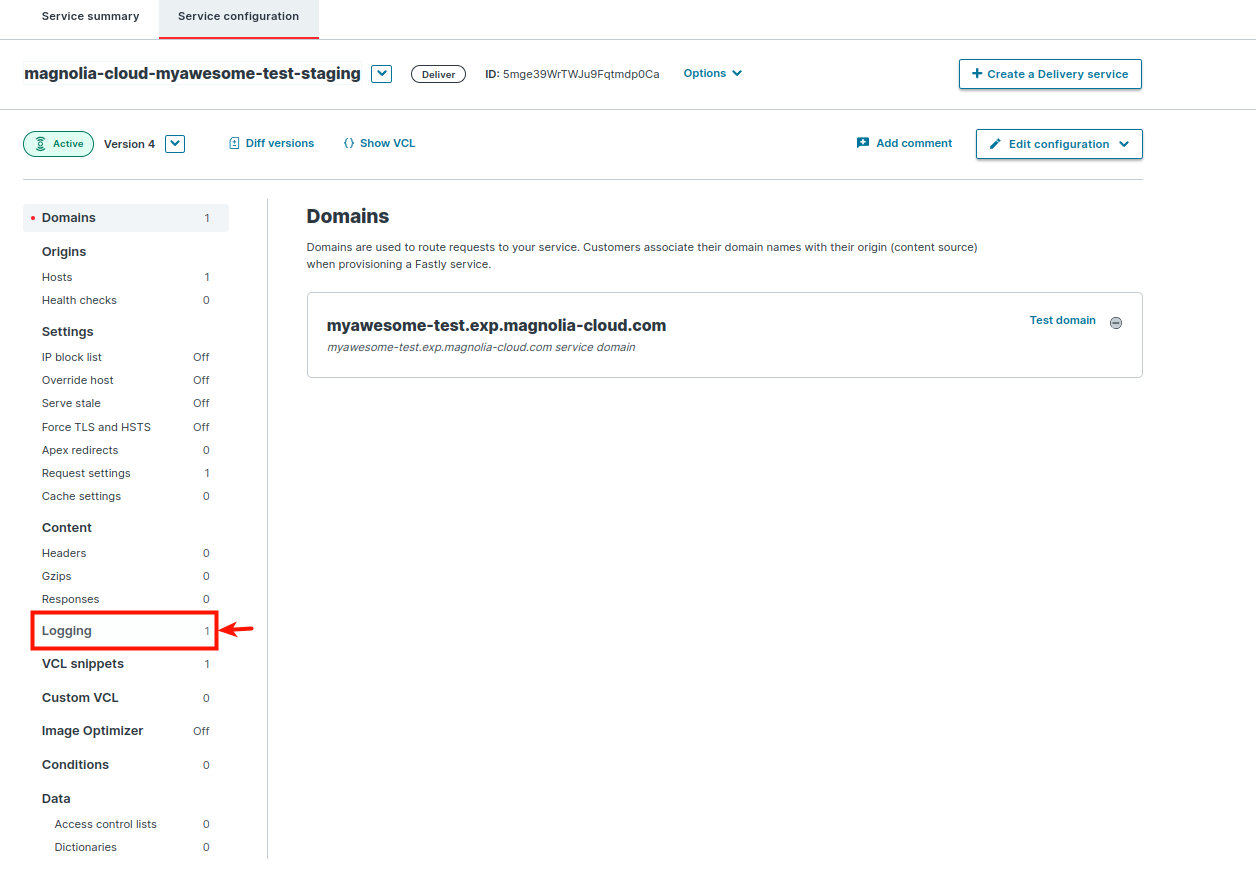 Service summary
Service configuration
magnolia-cloud-myawesome-test-staging
Deliver
ID: 5mge39WrTWJu9Fqtmdp0Ca
Options
Create a Delivery service
Active
Version 4
Diff versions
Show VCL
Add comment
Edit configuration
Domains 1
Origins
Hosts 1
Health checks 0
Settings
IP block list Off
Override host Off
Serve stale Off
Force TLS and HSTS Off
Apex redirects 0
Request settings 1
Cache settings 0
Content
Headers 0
Gzips 0
Responses 0
Logging 1
VCL snippets 1
Custom VCL 0
Image Optimizer Off
Conditions 0
Data
Access control lists 0
Dictionaries 0
Domains
Domains are used to route requests to your service. Customers associate their domain names with their origin (content source)
when provisioning a Fastly service.
myawesome-test.exp.magnolia-cloud.com
Test domain
myawesome-test.exp.magnolia-cloud.com service domain